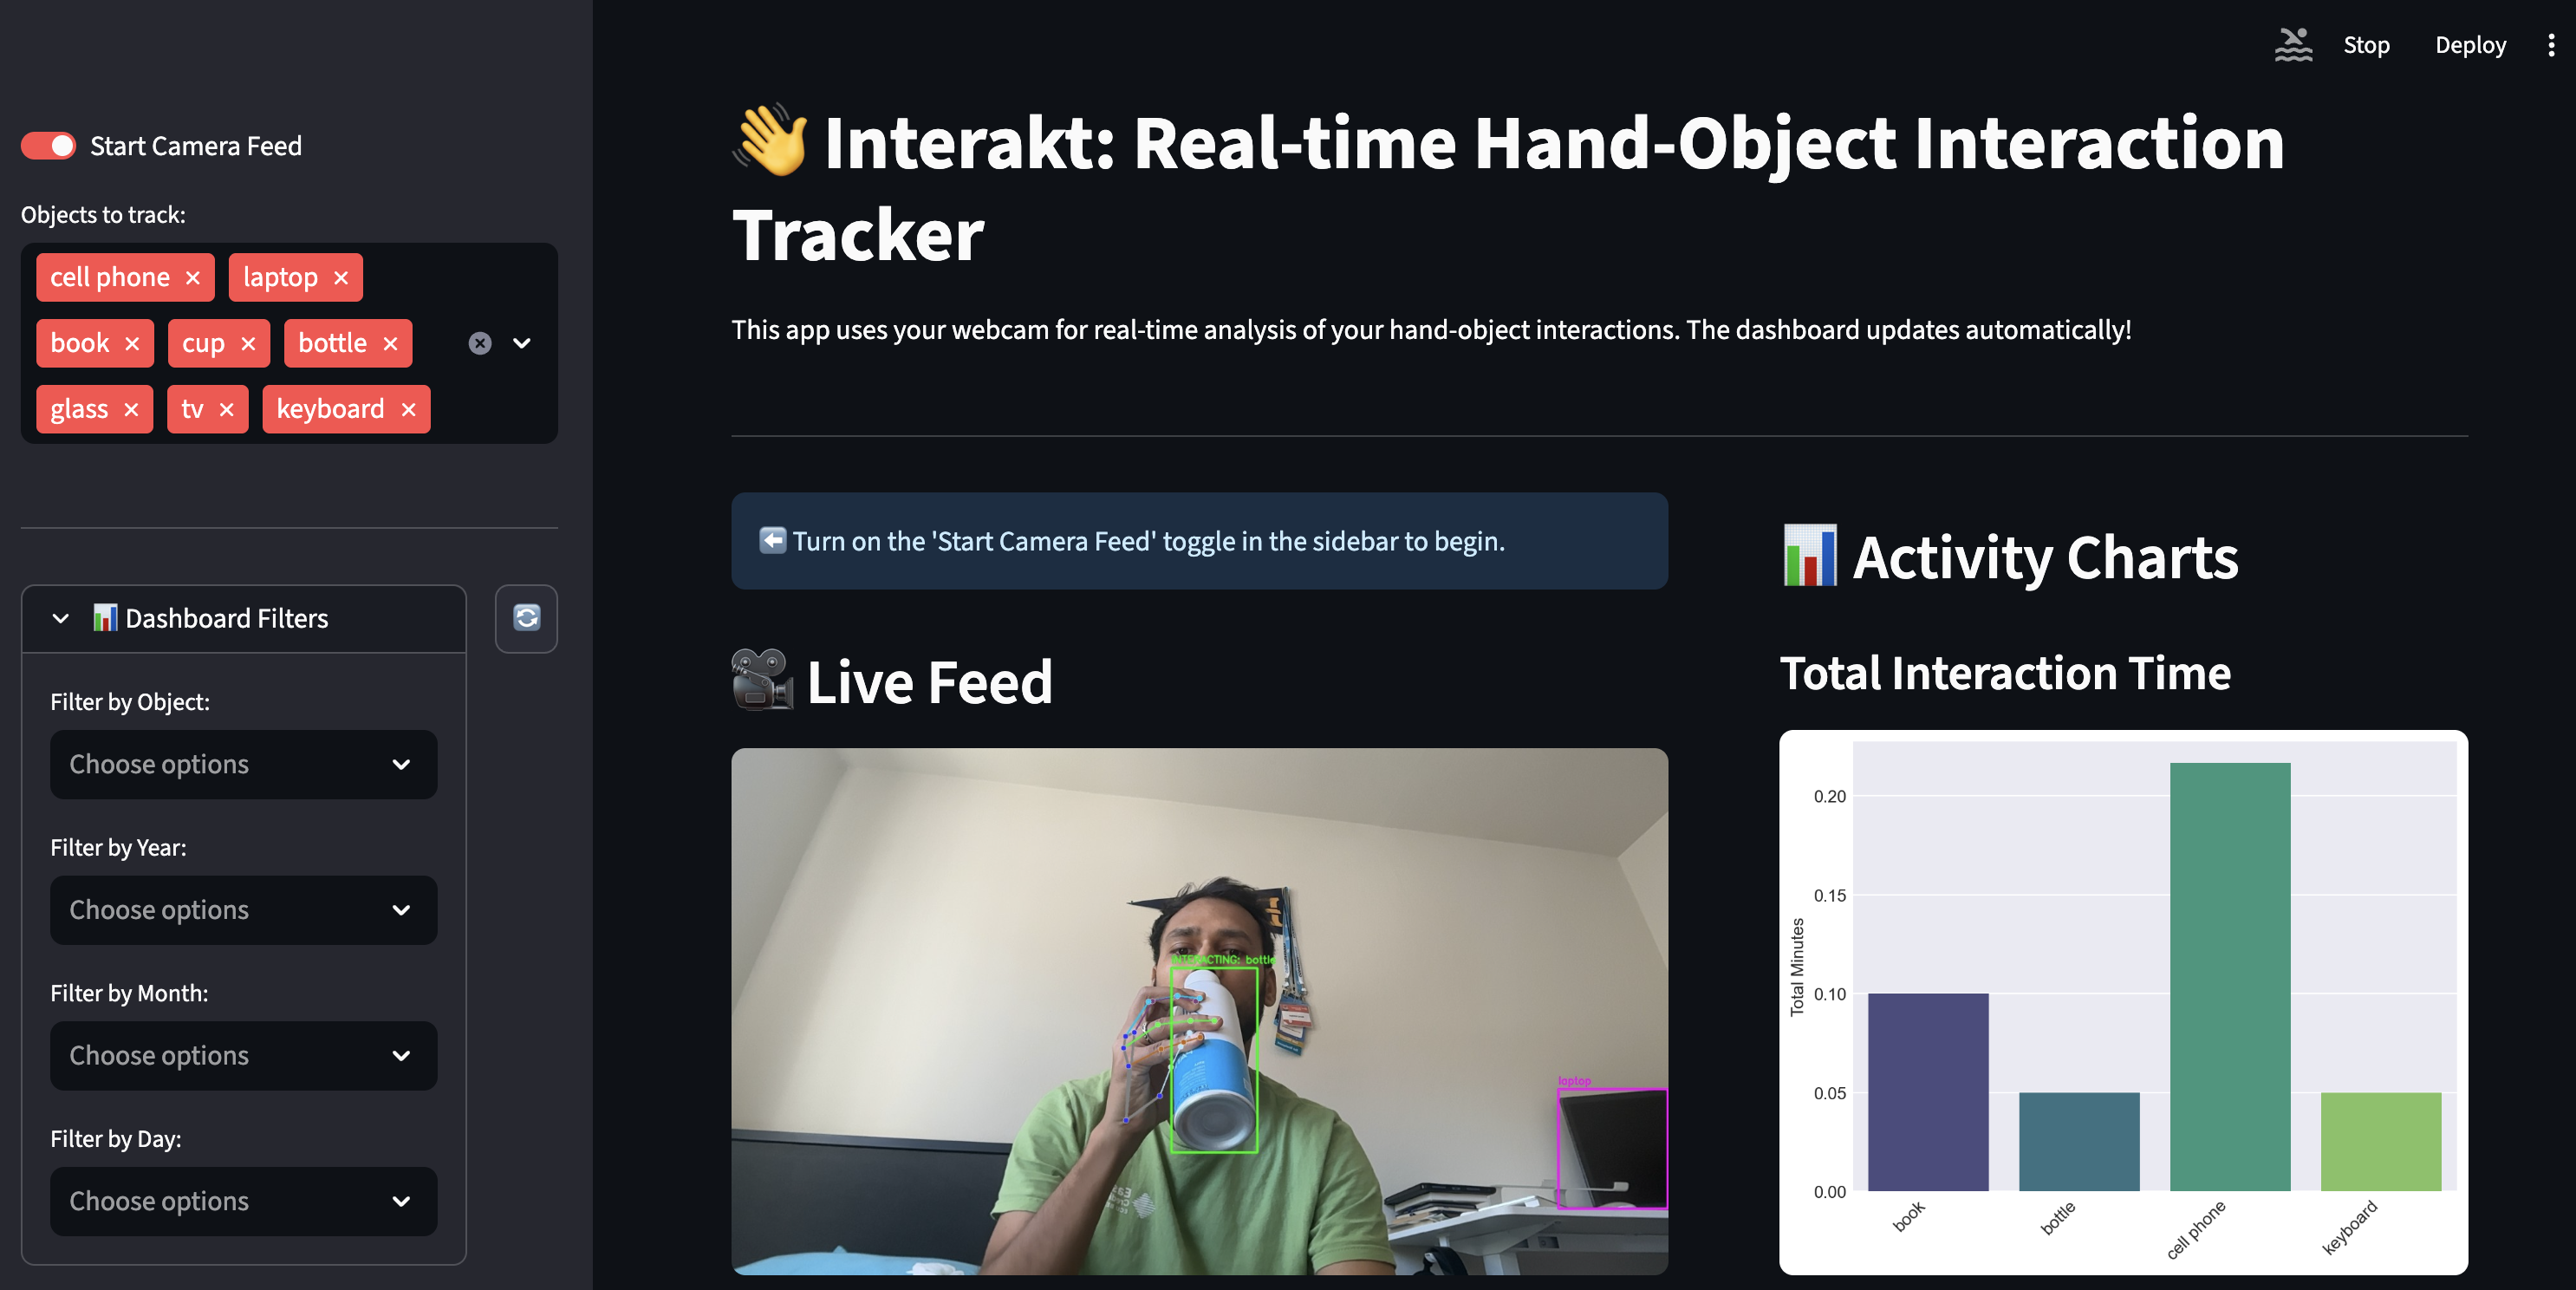 Stop
Deploy
Start Camera Feed
Objects to track:
cell phone
laptop
book
cup
bottle
glass
tv
keyboard
Dashboard Filters
Filter by Object:
Choose options
Filter by Year:
Choose options
Filter by Month:
Choose options
Filter by Day:
Choose options
Interakt: Real-time Hand-Object Interaction
Tracker
This app uses your webcam for real-time analysis of your hand-object interactions. The dashboard updates automatically!
Turn on the 'Start Camera Feed' toggle in the sidebar to begin.
Live Feed
INTERACTING: bottle
laptop
Activity Charts
Total Interaction Time
Total Minutes
0.20
0.15
0.10
0.05
0.00
book
bottle
cell phone
keyboard